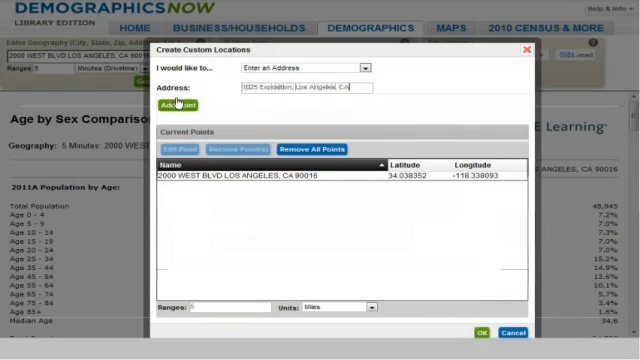 DEMOGRAPHICSNOW
LIBRARY EDITION
Help & Info
HOME BUSINESS/HOUSEHOLDS DEMOGRAPHICS MAPS 2010 CENSUS & MORE
Enter Geography (City, State, Zip,
2000 WEST BLVD LOS ANGELES, CA 90016
Ranges: 5 Minutes (Drivetime)
Create Custom Locations
I would like to... Enter an Address
Address: Exposition, Los Angeles, CA
Add Point
Current Points
Edit Point Remove Point(s) Remove All Points
Name Latitude Longitude
2000 WEST BLVD LOS ANGELES, CA 90016 34.038352 -118.338093
Ranges: 5 Units: Miles
OK Cancel
Age by Sex Compariso
E Learning
Geography: 5 Minutes: 2000 WEST
S ANGELES, CA 90016
2011A Population by Age:
Total Population 48,945
Age 0 - 4 7.2%
Age 5 - 9 7.0%
Age 10 - 14 7.3%
Age 15 - 19 7.0%
Age 20 - 24 7.0%
Age 25 - 34 15.2%
Age 35 - 44 14.9%
Age 45 - 54 13.6%
Age 55 - 64 10.1%
Age 65 - 74 5.7%
Age 75 - 84 3.4%
Age 85+ 1.6%
Median Age 34.6